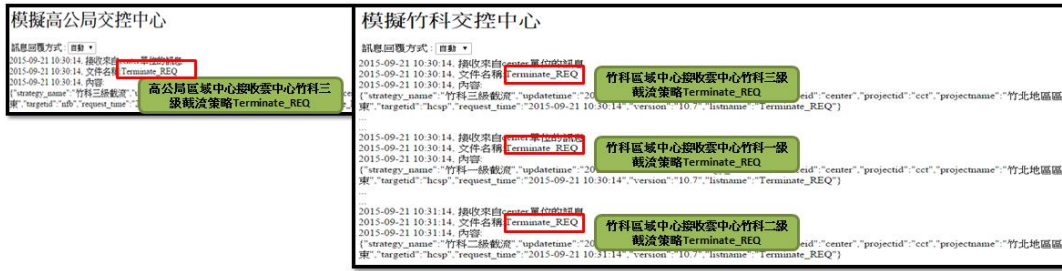 模擬高公局交控中心
訊息回覆方式 : 自動
2015-09-21 10:30:14, 接收來自center單位的訊息
2015-09-21 10:30:14, 文件名稱:Terminate_REQ
2015-09-21 10:30:14, 內容:
{"strategy_name":"竹科三級截流","u
東","targetid":"nfb","request_time":"2
高公局區域中心接收雲中心竹科三
級截流策略Terminate_REQ
模擬竹科交控中心
訊息回覆方式 : 自動
2015-09-21 10:30:14, 接收來自center單位的訊息
2015-09-21 10:30:14, 文件名稱:Terminate_REQ
2015-09-21 10:30:14, 內容:
{"strategy_name":"竹科三級截流","updatetime":"20 eid":"center","projectid":"cct","projectname":"竹北地區區
東","targetid":"hcsp","request_time":"2015-09-21 10:30:14","version":"10.7","listname":"Terminate_REQ"}
竹科區域中心接收雲中心竹科三級
截流策略Terminate_REQ
...
...
2015-09-21 10:30:14, 接收來自center單位的訊息
2015-09-21 10:30:14, 文件名稱:Terminate_REQ
2015-09-21 10:30:14, 內容:
{"strategy_name":"竹科一級截流","updatetime":"20 eid":"center","projectid":"cct","projectname":"竹北地區區
東","targetid":"hcsp","request_time":"2015-09-21 10:30:14","version":"10.7","listname":"Terminate_REQ"}
竹科區域中心接收雲中心竹科一級
截流策略Terminate_REQ
...
...
2015-09-21 10:31:14, 接收來自center單位的訊息
2015-09-21 10:31:14, 文件名稱:Terminate_REQ
2015-09-21 10:31:14, 內容:
{"strategy_name":"竹科二級截流","updatetime":"20 eid":"center","projectid":"cct","projectname":"竹北地區區
東","targetid":"hcsp","request_time":"2015-09-21 10:31:14","version":"10.7","listname":"Terminate_REQ"}
竹科區域中心接收雲中心竹科二級
截流策略Terminate_REQ